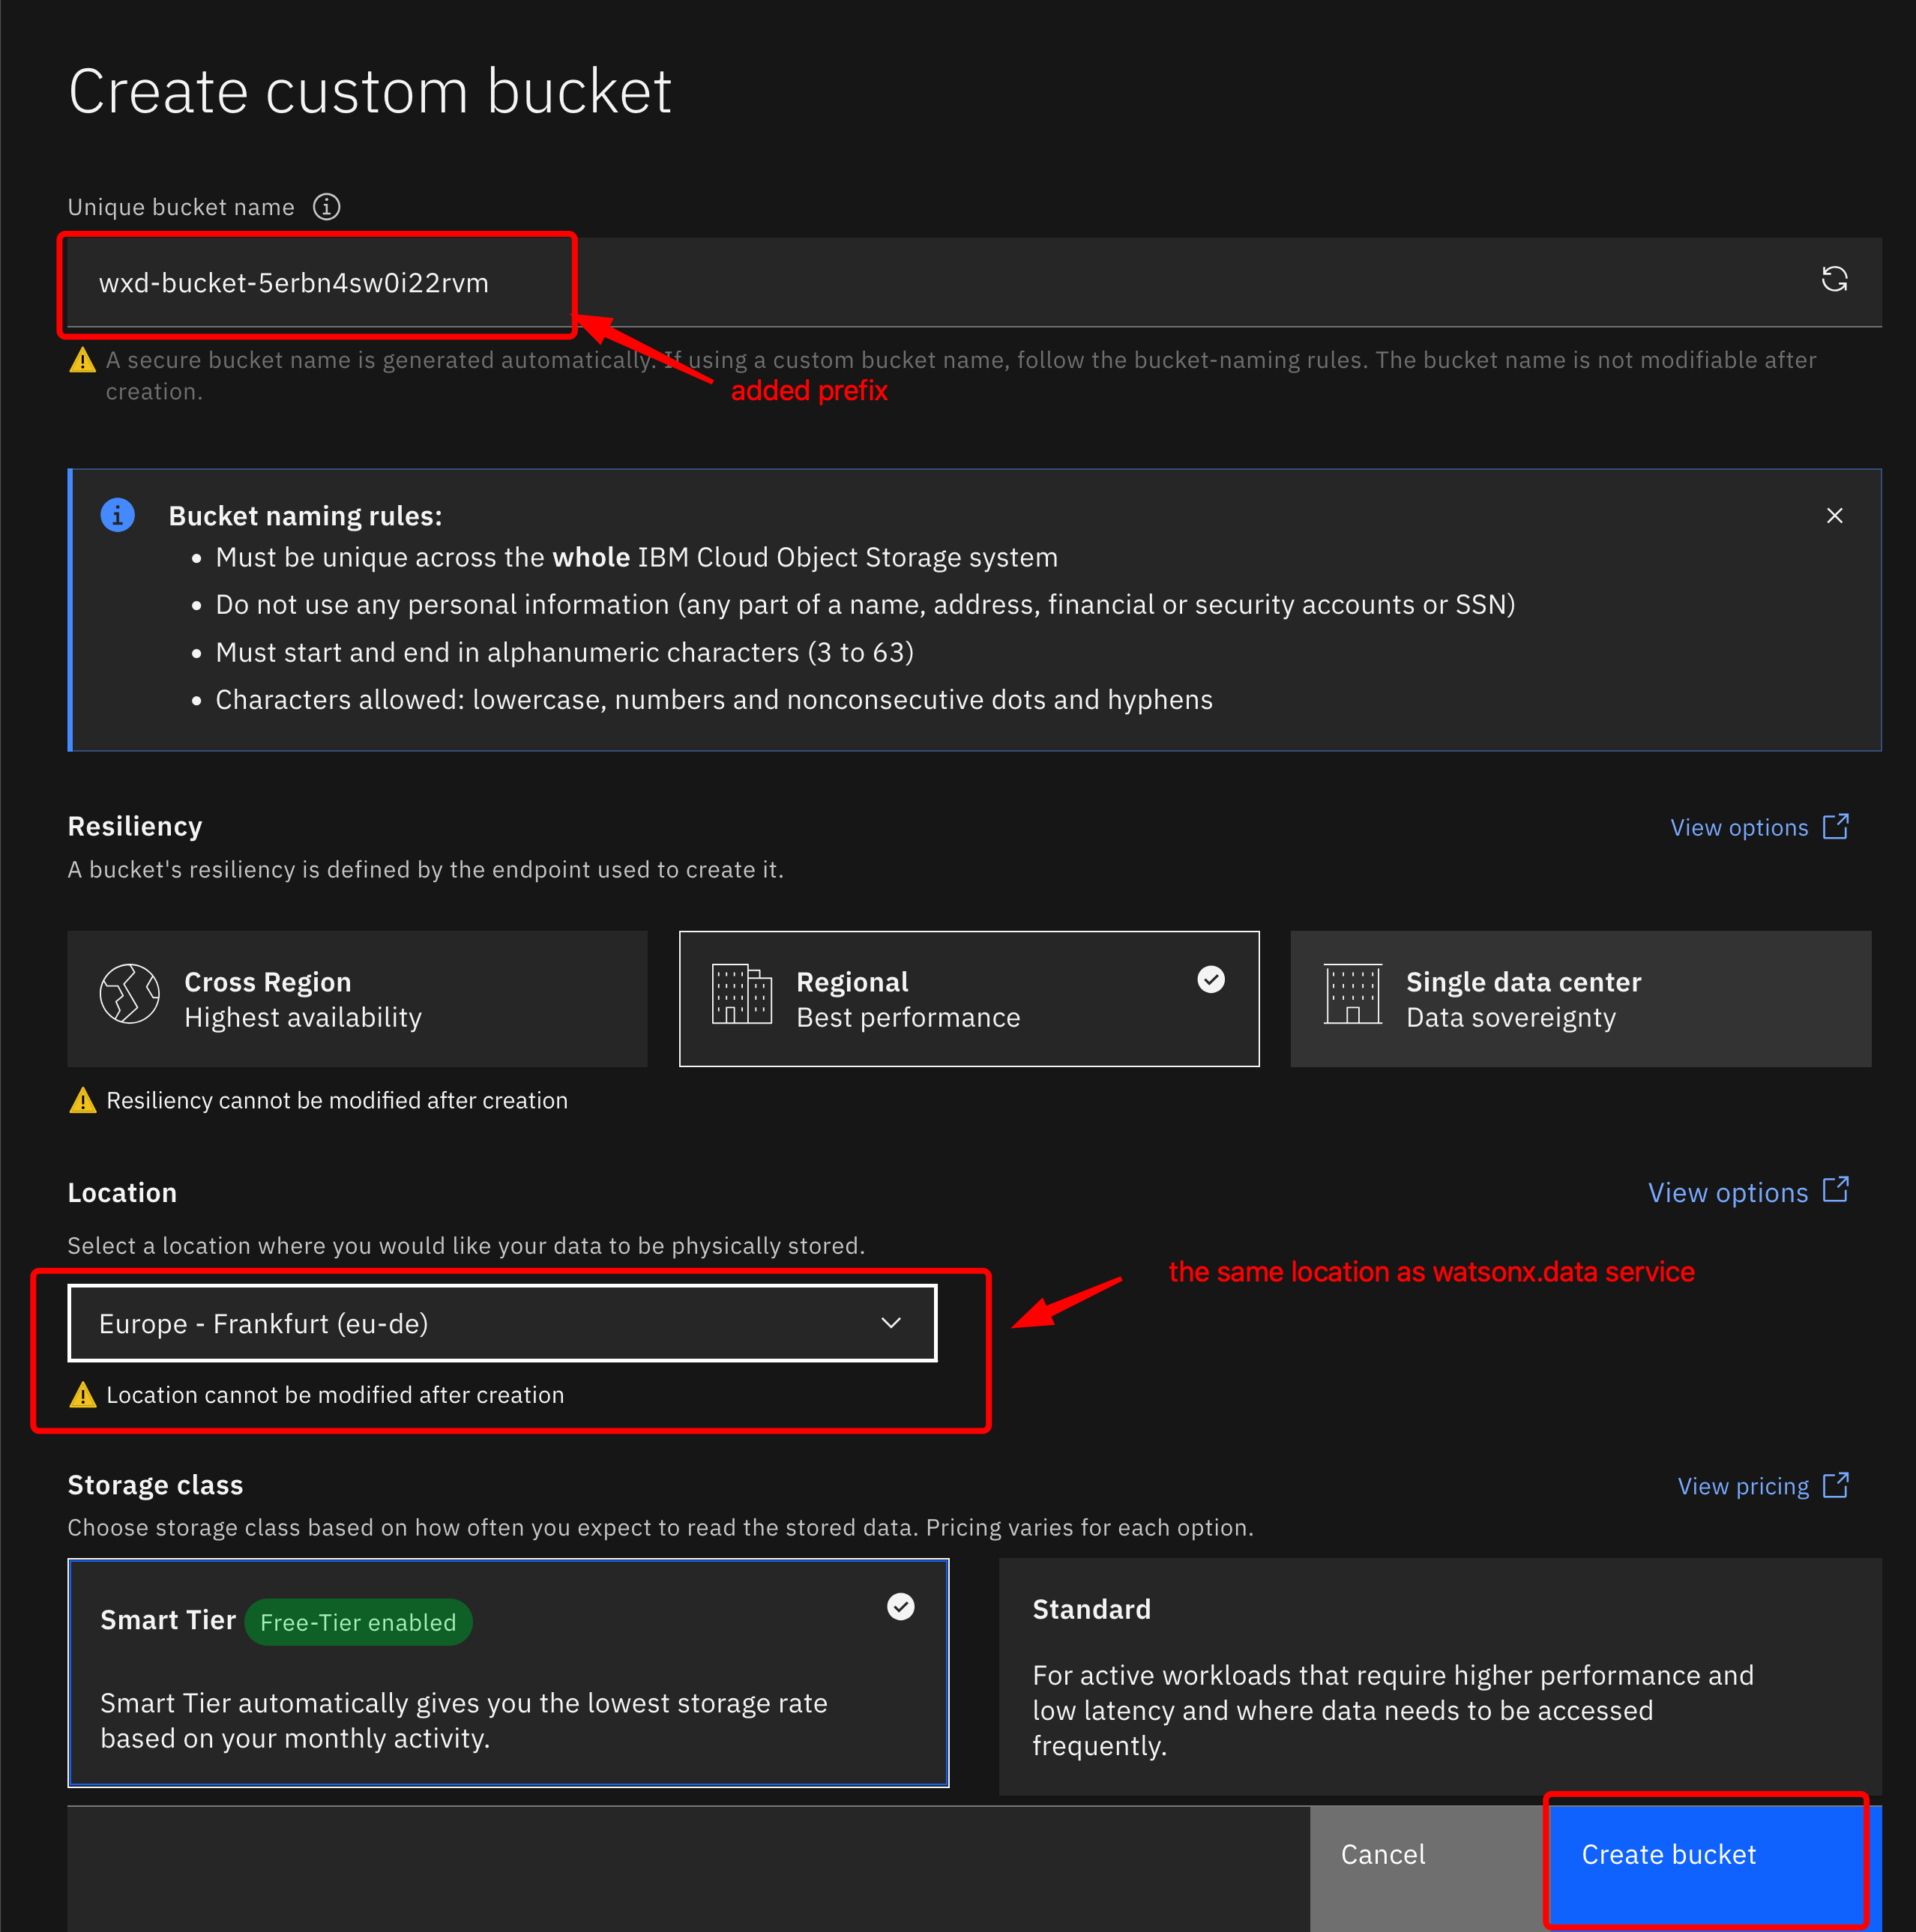 Create custom bucket
Unique bucket name
wxd-bucket-5erbn4sw0i22rvm
A secure bucket name is generated automatically. If using a custom bucket name, follow the bucket-naming rules. The bucket name is not modifiable after
creation.
added prefix
Bucket naming rules:
• Must be unique across the whole IBM Cloud Object Storage system
• Do not use any personal information (any part of a name, address, financial or security accounts or SSN)
• Must start and end in alphanumeric characters (3 to 63)
• Characters allowed: lowercase, numbers and nonconsecutive dots and hyphens
Resiliency
View options
A bucket's resiliency is defined by the endpoint used to create it.
Cross Region
Highest availability
Regional
Best performance
Single data center
Data sovereignty
Resiliency cannot be modified after creation
Location
View options
Select a location where you would like your data to be physically stored.
the same location as watsonx.data service
Europe - Frankfurt (eu-de)
Location cannot be modified after creation
Storage class
View pricing
Choose storage class based on how often you expect to read the stored data. Pricing varies for each option.
Smart Tier Free-Tier enabled
Smart Tier automatically gives you the lowest storage rate
based on your monthly activity.
Standard
For active workloads that require higher performance and
low latency and where data needs to be accessed
frequently.
Cancel
Create bucket